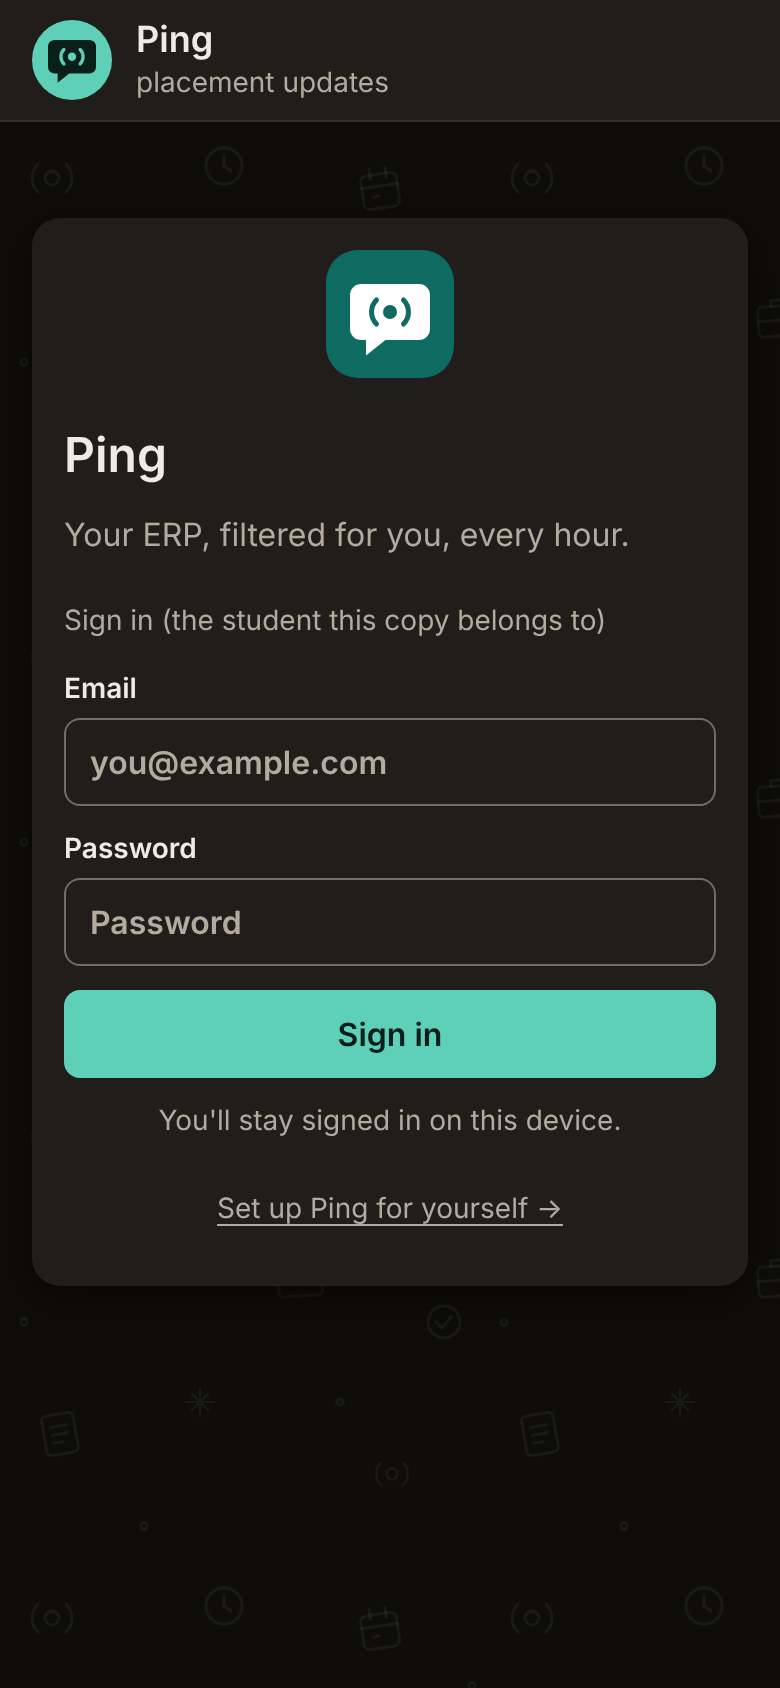 Ping
placement updates
Ping
Your ERP, filtered for you, every hour.
Sign in (the student this copy belongs to)
Email
you@example.com
Password
Password
Sign in
You'll stay signed in on this device.
Set up Ping for yourself →